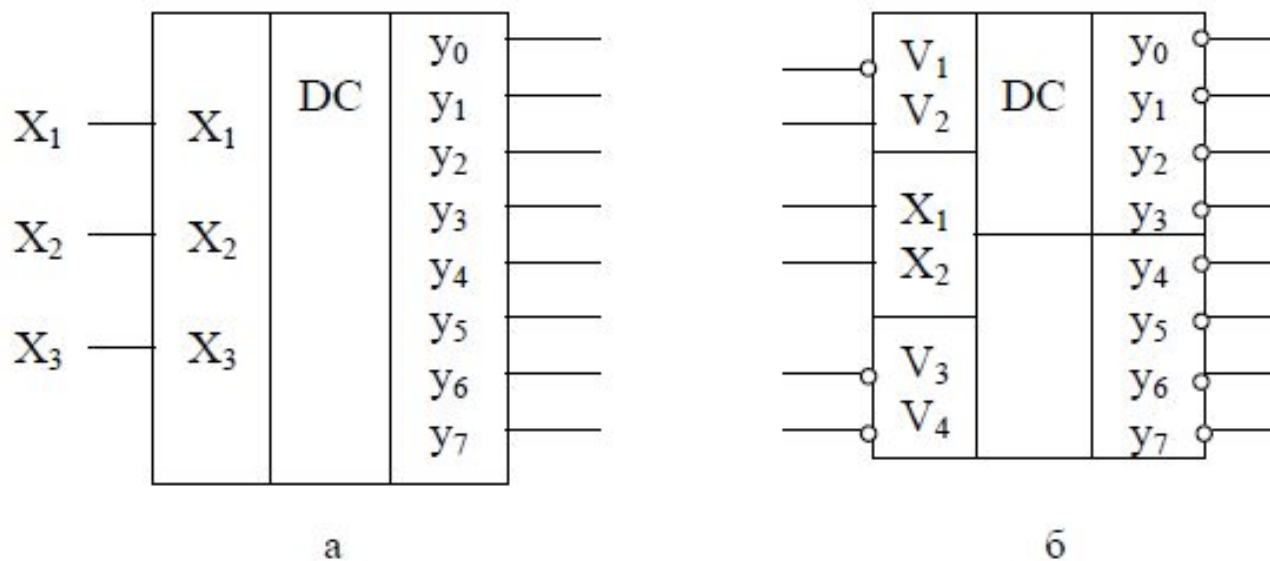 y₀
DC
X₁ X₁ y₁
y₂
X₂ X₂ y₃
y₄
X₃ X₃ y₅
y₆
y₇
а
V₁ DC y₀
V₂ y₁
y₂
X₁ y₃
X₂ y₄
y₅
V₃ y₆
V₄ y₇
б